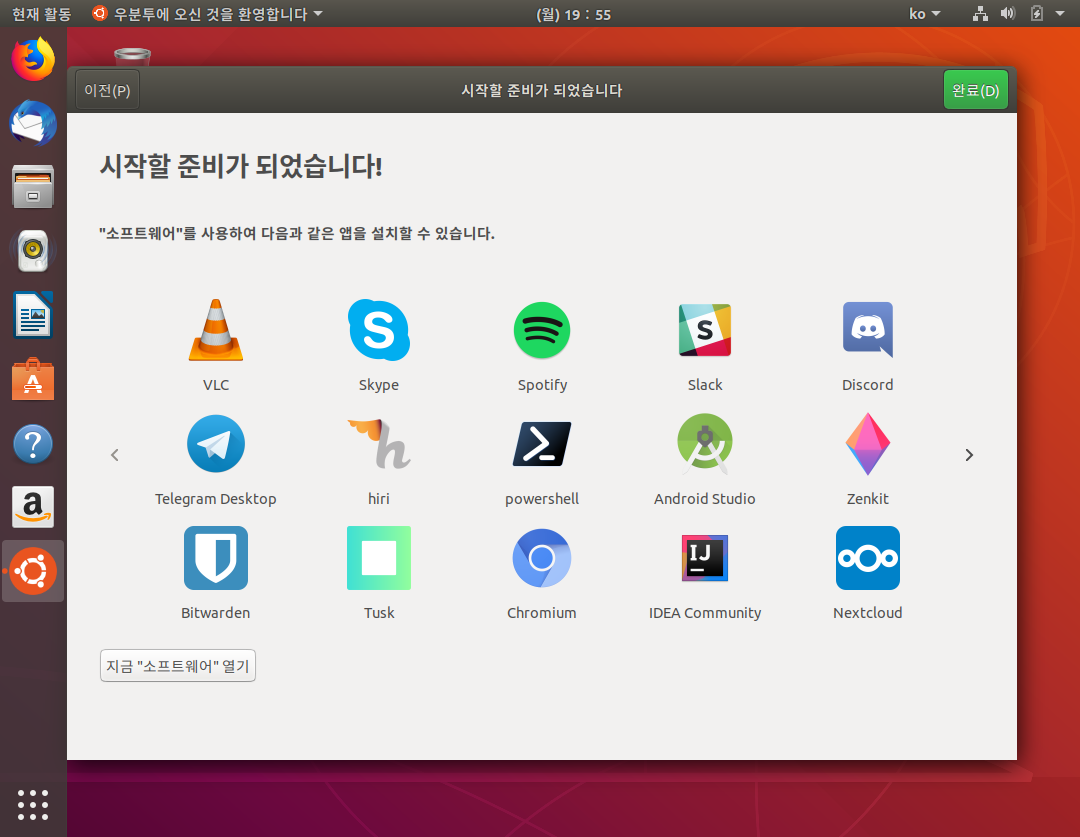 현재 활동 우분투에 오신 것을 환영합니다 (월) 19 : 55 ko
이전(P) 시작할 준비가 되었습니다 완료(D)
시작할 준비가 되었습니다!
"소프트웨어"를 사용하여 다음과 같은 앱을 설치할 수 있습니다.
VLC Skype Spotify Slack Discord
Telegram Desktop hiri powershell Android Studio Zenkit
Bitwarden Tusk Chromium IDEA Community Nextcloud
지금 "소프트웨어" 열기